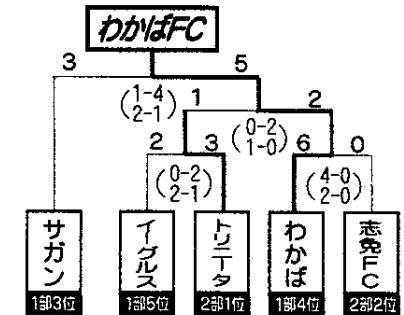 わかばFC
3 5
(1-4
2-1)
1 2
(0-2
1-0)
2 3 6 0
(0-2
2-1)
(4-0
2-0)
サガン
イーグルス
トリニータ
わかば
志免FC
1部3位
1部5位
2部1位
1部4位
2部2位